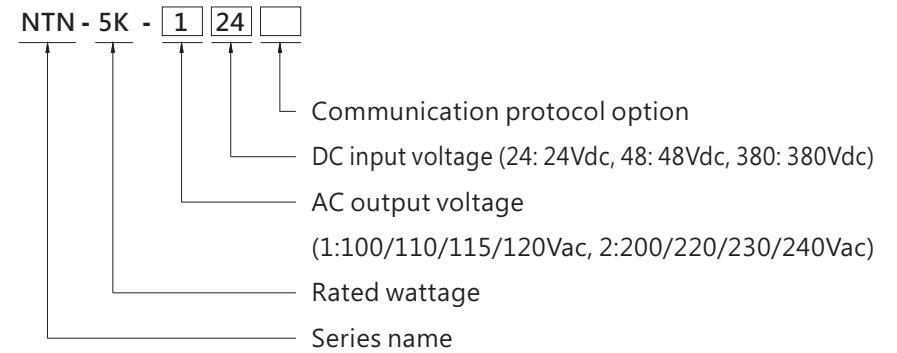 NTN - 5K - 1 24
Communication protocol option
DC input voltage (24: 24Vdc, 48: 48Vdc, 380: 380Vdc)
AC output voltage
(1:100/110/115/120Vac, 2:200/220/230/240Vac)
Rated wattage
Series name